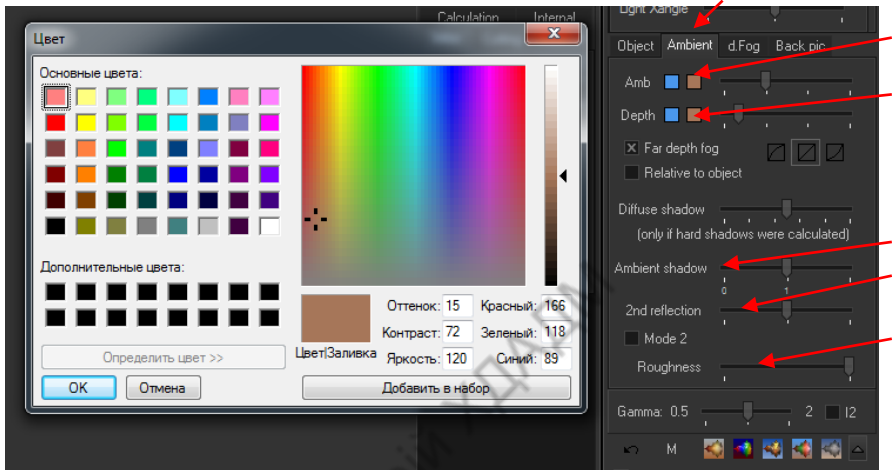 Calculation Internal
Light Xangle
Цвет
Основные цвета:
Дополнительные цвета:
Определить цвет >>
OK Отмена
Цвет|Заливка
Оттенок: 15 Красный: 166
Контраст: 72 Зеленый: 118
Яркость: 120 Синий: 89
Добавить в набор
Object Ambient d.Fog Back pic
Amb
Depth
Far depth fog
Relative to object
Diffuse shadow
(only if hard shadows were calculated)
Ambient shadow
0 1
2nd reflection
Mode 2
Roughness
Gamma: 0.5 2 I2
M
ій ХДАДМ